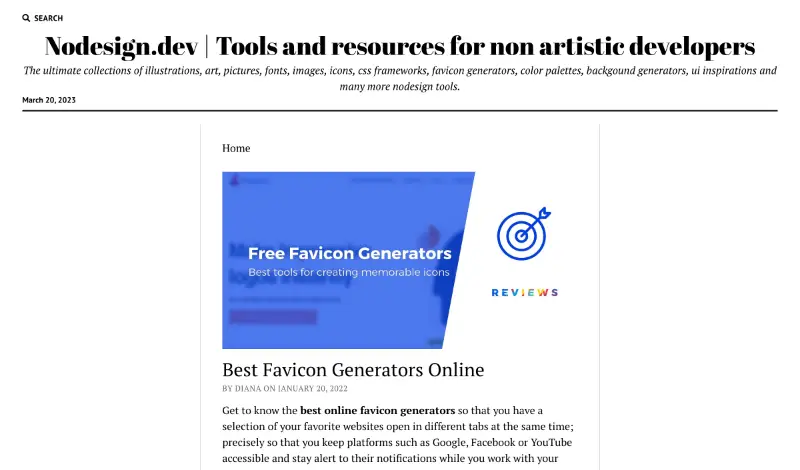 SEARCH
Nodesign.dev | Tools and resources for non artistic developers
The ultimate collections of illustrations, art, pictures, fonts, images, icons, css frameworks, favicon generators, color palettes, backgound generators, ui inspirations and
many more nodesign tools.
March 20, 2023
Home
Free Favicon Generators
Best tools for creating memorable icons
REVIEWS
Best Favicon Generators Online
BY DIANA ON JANUARY 20, 2022
Get to know the best online favicon generators so that you have a
selection of your favorite websites open in different tabs at the same time;
precisely so that you keep platforms such as Google, Facebook or YouTube
accessible and stay alert to their notifications while you work with your